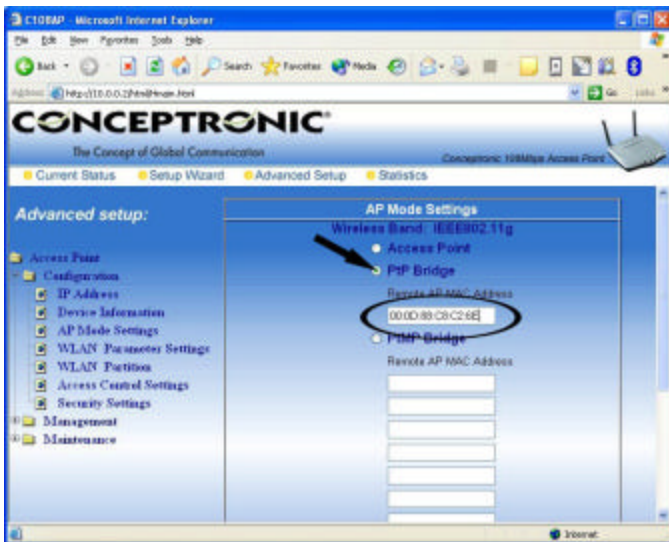 C108AP - Microsoft Internet Explorer
File Edit View Favorites Tools Help
Back Search Favorites Media
Address http://10.0.0.2/html/Hmain.html Go Links
CONCEPTRONIC
The Concept of Global Communication
Conceptronic 108Mbps Access Point
Current Status Setup Wizard Advanced Setup Statistics
Advanced setup:
Access Point
Configuration
IP Address
Device Information
AP Mode Settings
WLAN Parameter Settings
WLAN Partition
Access Control Settings
Security Settings
Management
Maintenance
AP Mode Settings
Wireless Band: IEEE802.11g
Access Point
PtP Bridge
Remote AP MAC Address
00:0D:88:C8:C2:6E
PtMP Bridge
Remote AP MAC Address
Internet